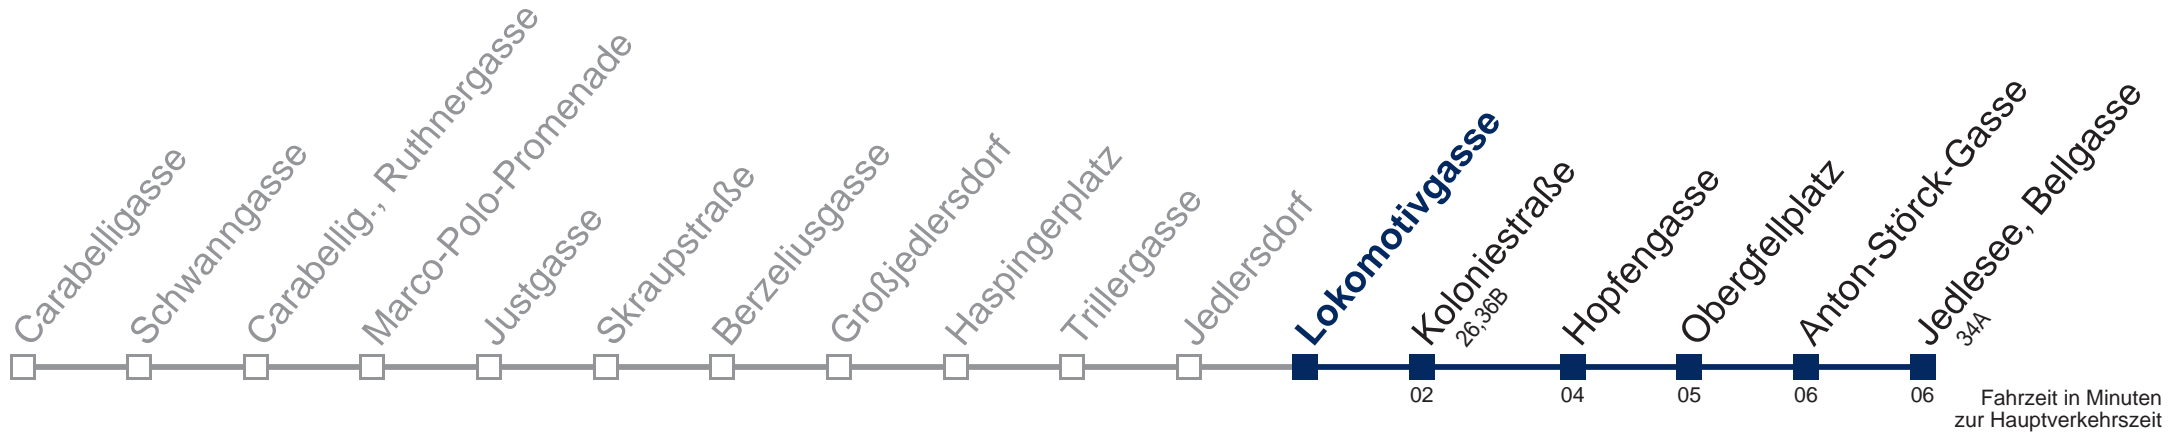 Carabelligasse
Schwanngasse
Carabellig., Ruthnergasse
Marco-Polo-Promenade
Justgasse
Skraupstraße
Berzeliusgasse
Großjedlersdorf
Haspingerplatz
Trillergasse
Jedlersdorf
Lokomotivgasse
Koloniestraße
26,36B
Hopfengasse
Obergfellplatz
Anton-Störck-Gasse
Jedlesee, Bellgasse
34A
02
04
05
06
06
Fahrzeit in Minuten
zur Hauptverkehrszeit